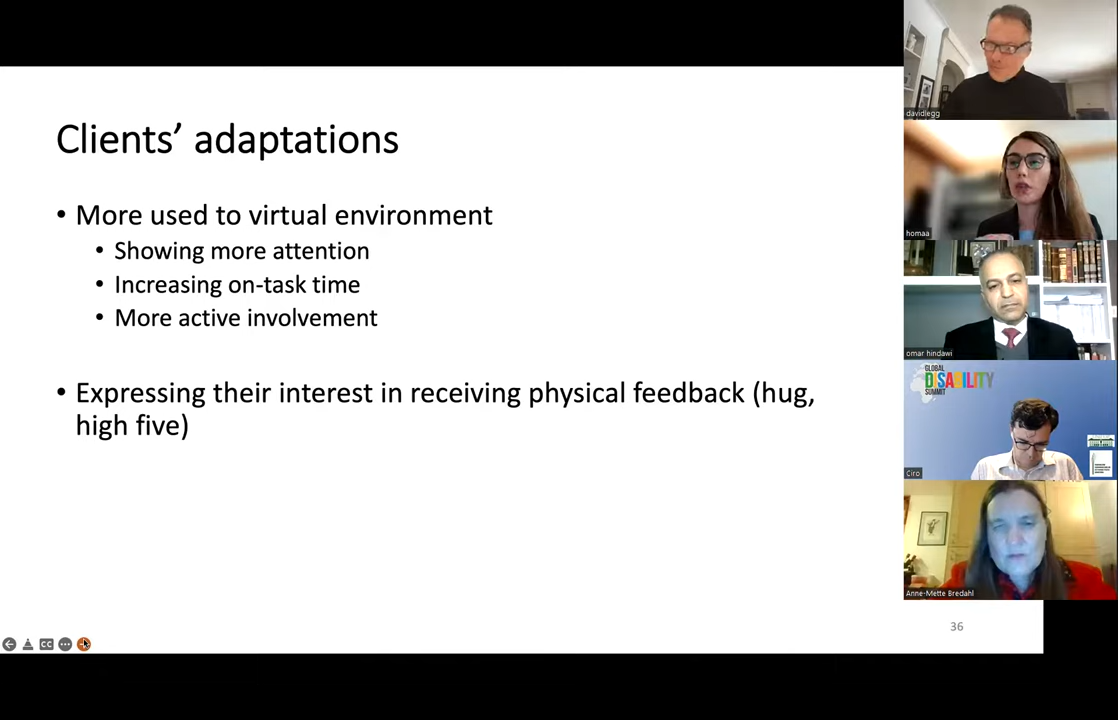 Clients’ adaptations
• More used to virtual environment
• Showing more attention
• Increasing on-task time
• More active involvement
• Expressing their interest in receiving physical feedback (hug,
high five)
36
CC
davidlegg
homaa
omar hindawi
GLOBAL
DISABILITY
SUMMIT
Ciro
Anne-Mette Bredahl